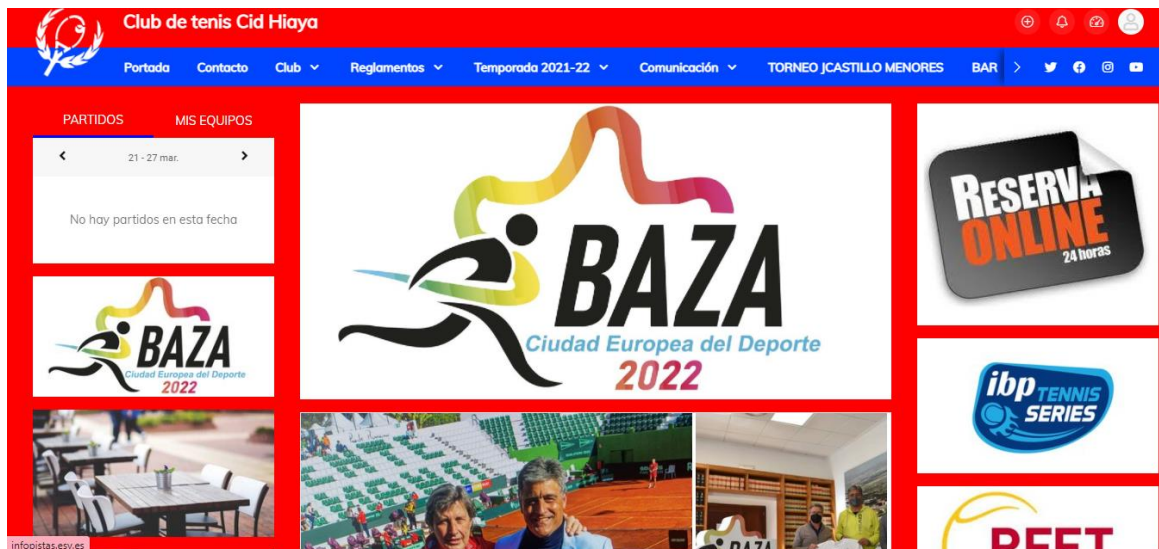 Club de tenis Cid Hiaya
Portada Contacto Club Reglamentos Temporada 2021-22 Comunicación TORNEO JCASTILLO MENORES BAR
PARTIDOS MIS EQUIPOS
21 - 27 mar.
No hay partidos en esta fecha
BAZA
Ciudad Europea del Deporte
2022
BAZA
Ciudad Europea del Deporte
2022
RESERVA
ONLINE
24 horas
ibp TENNIS
SERIES
BAZA
RFET
infopistas.esy.es